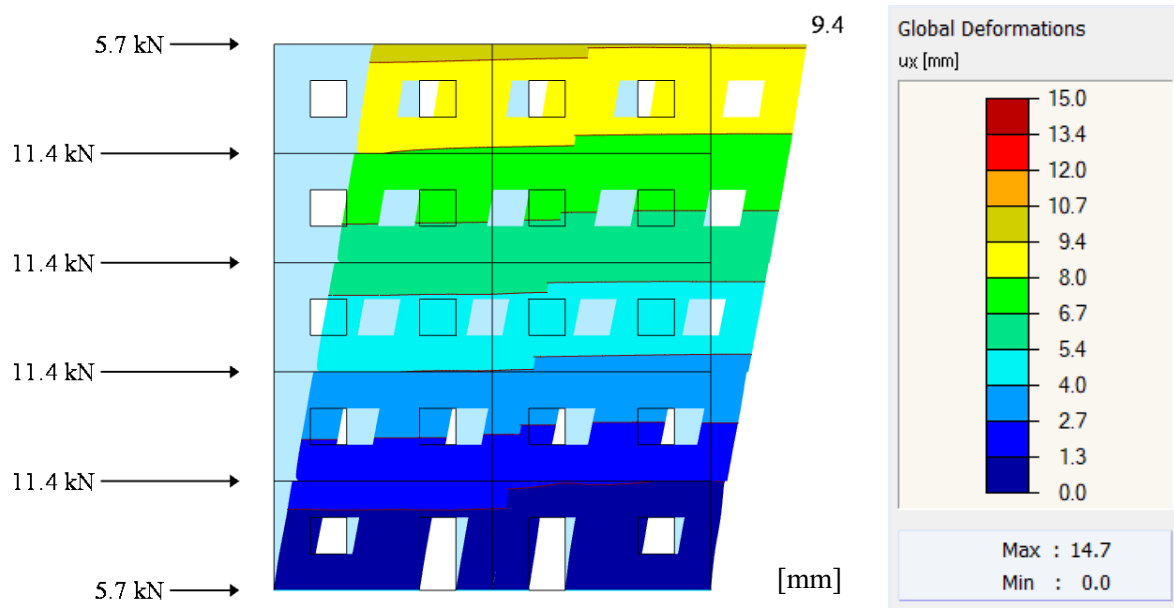 5.7 kN
9.4
11.4 kN
11.4 kN
11.4 kN
11.4 kN
5.7 kN
[mm]
Global Deformations
ux [mm]
15.0
13.4
12.0
10.7
9.4
8.0
6.7
5.4
4.0
2.7
1.3
0.0
Max : 14.7
Min : 0.0